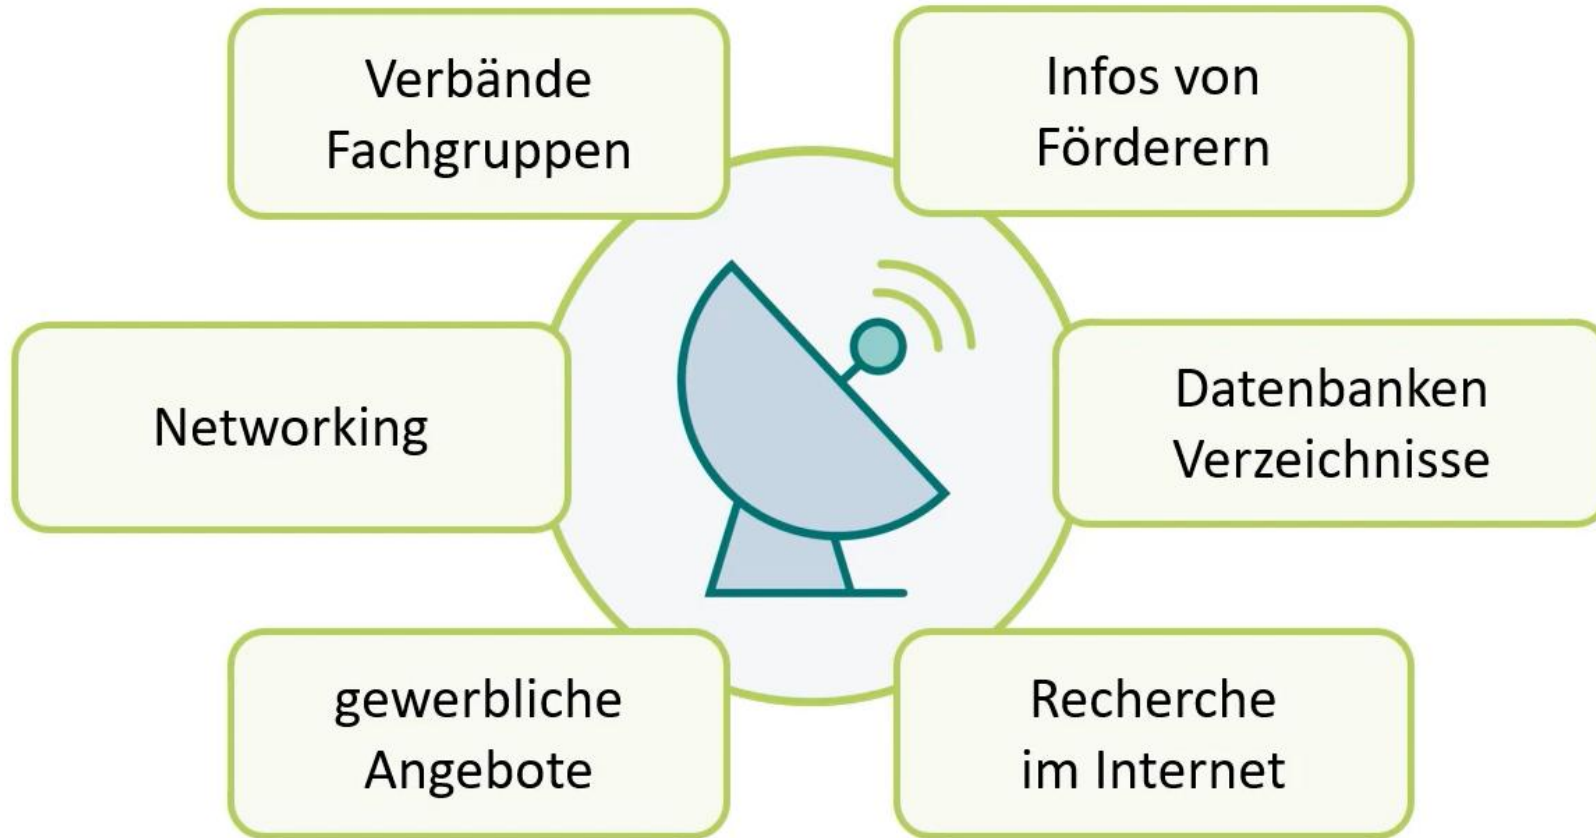 Verbände
Fachgruppen
Infos von
Förderern
Networking
Datenbanken
Verzeichnisse
gewerbliche
Angebote
Recherche
im Internet